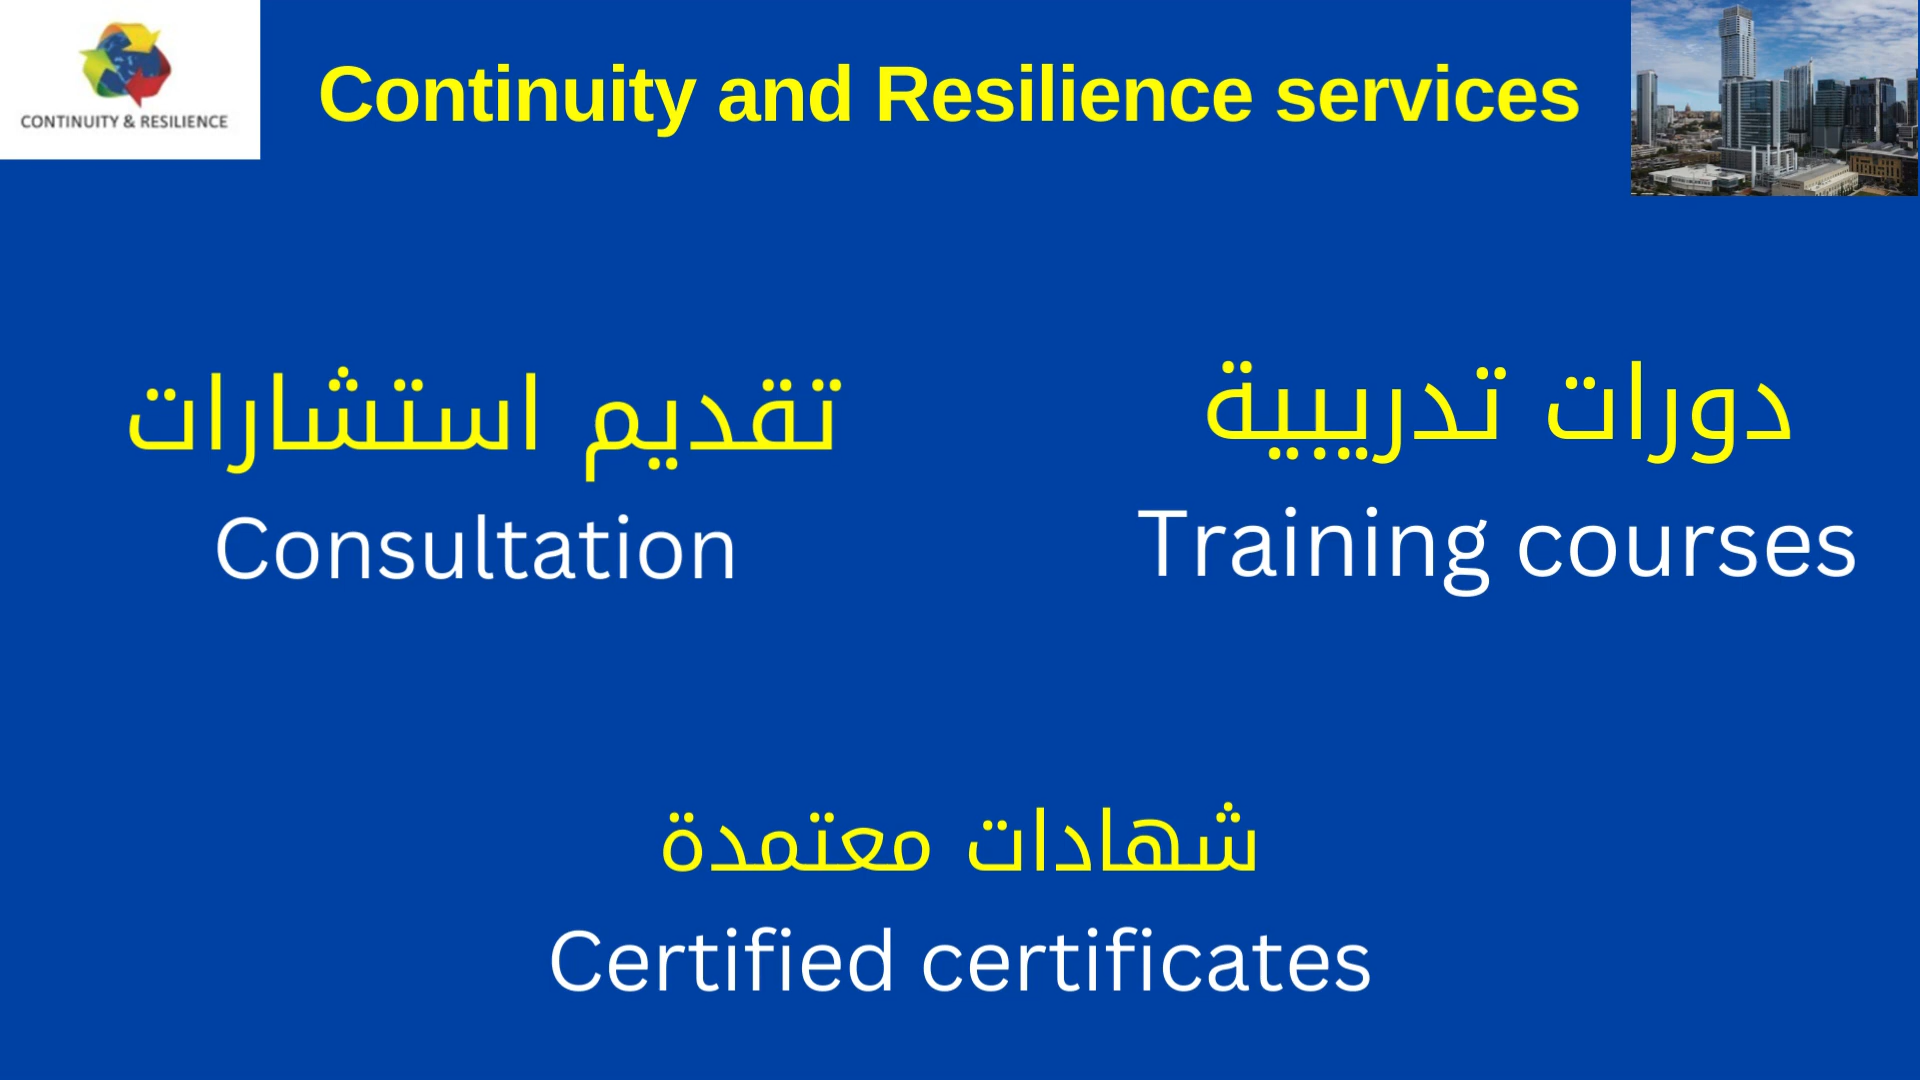 CONTINUITY & RESILIENCE
Continuity and Resilience services
دورات تدريبية
Training courses
تقديم استشارات
Consultation
شهادات معتمدة
Certified certificates